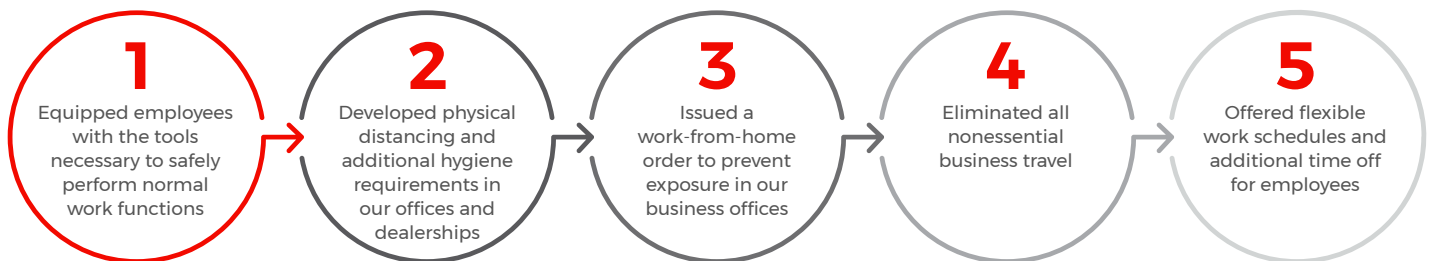 1
Equipped employees
with the tools
necessary to safely
perform normal
work functions
2
Developed physical
distancing and
additional hygiene
requirements in
our offices and
dealerships
3
Issued a
work-from-home
order to prevent
exposure in our
business offices
4
Eliminated all
nonessential
business travel
5
Offered flexible
work schedules and
additional time off
for employees